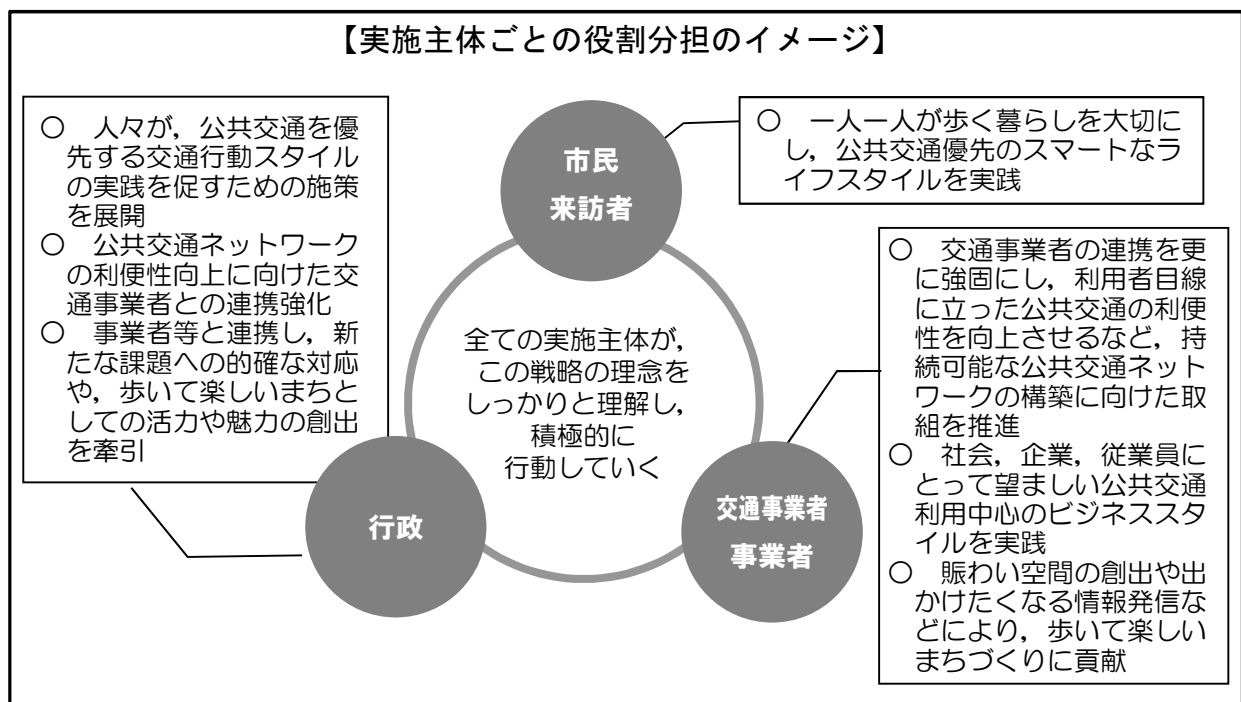 【実施主体ごとの役割分担のイメージ】
○　人々が，公共交通を優
先する交通行動スタイル
の実践を促すための施策
を展開
○　公共交通ネットワーク
の利便性向上に向けた交
通事業者との連携強化
○　事業者等と連携し，新
たな課題への的確な対応
や，歩いて楽しいまちと
しての活力や魅力の創出
を牽引
市民
来訪者
○　一人一人が歩く暮らしを大切に
し，公共交通優先のスマートなラ
イフスタイルを実践
全ての実施主体が，
この戦略の理念を
しっかりと理解し，
積極的に
行動していく
行政
交通事業者
事業者
○　交通事業者の連携を更
に強固にし，利用者目線
に立った公共交通の利便
性を向上させるなど，持
続可能な公共交通ネット
ワークの構築に向けた取
組を推進
○　社会，企業，従業員に
とって望ましい公共交通
利用中心のビジネススタ
イルを実践
○　賑わい空間の創出や出
かけたくなる情報発信な
どにより，歩いて楽しい
まちづくりに貢献